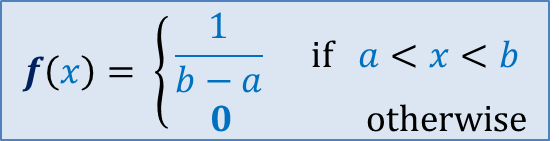 f(x) = { 1 / (b − a) if a < x < b
0 otherwise